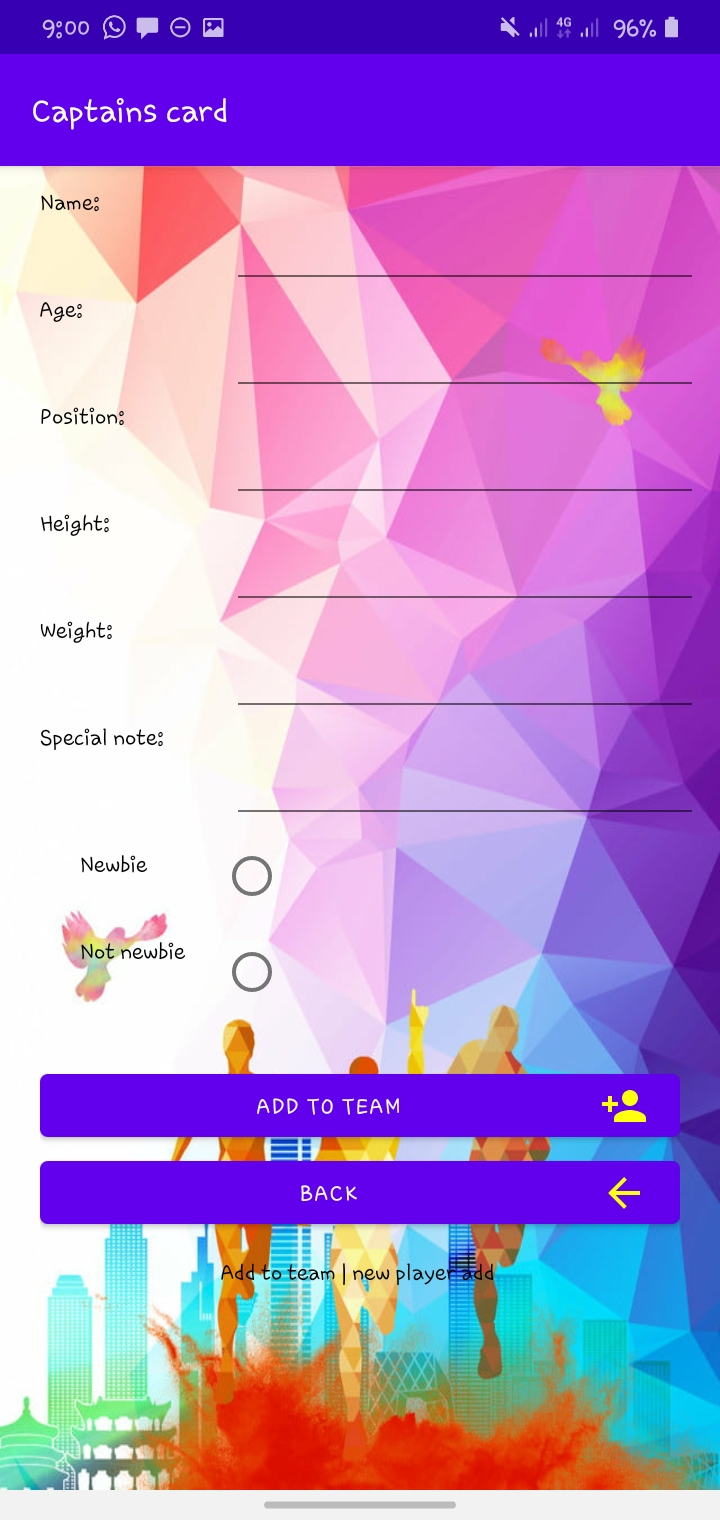 9:00 4G 96%
Captains card
Name:
Age:
Position:
Height:
Weight:
Special note:
Newbie
Not newbie
ADD TO TEAM
BACK
Add to team | new player add